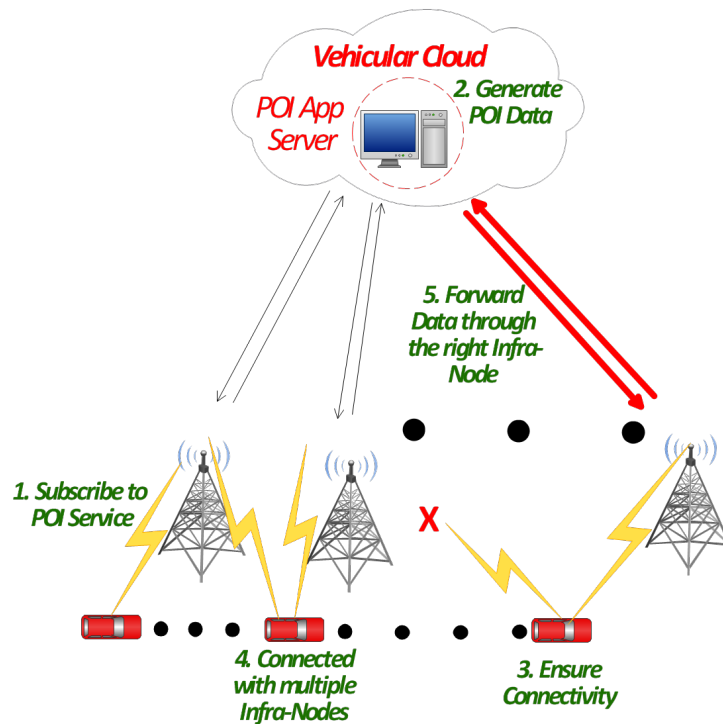 Vehicular Cloud
POI App
Server
2. Generate
POI Data
5. Forward
Data through
the right Infra-
Node
1. Subscribe to
POI Service
X
4. Connected
with multiple
Infra-Nodes
3. Ensure
Connectivity